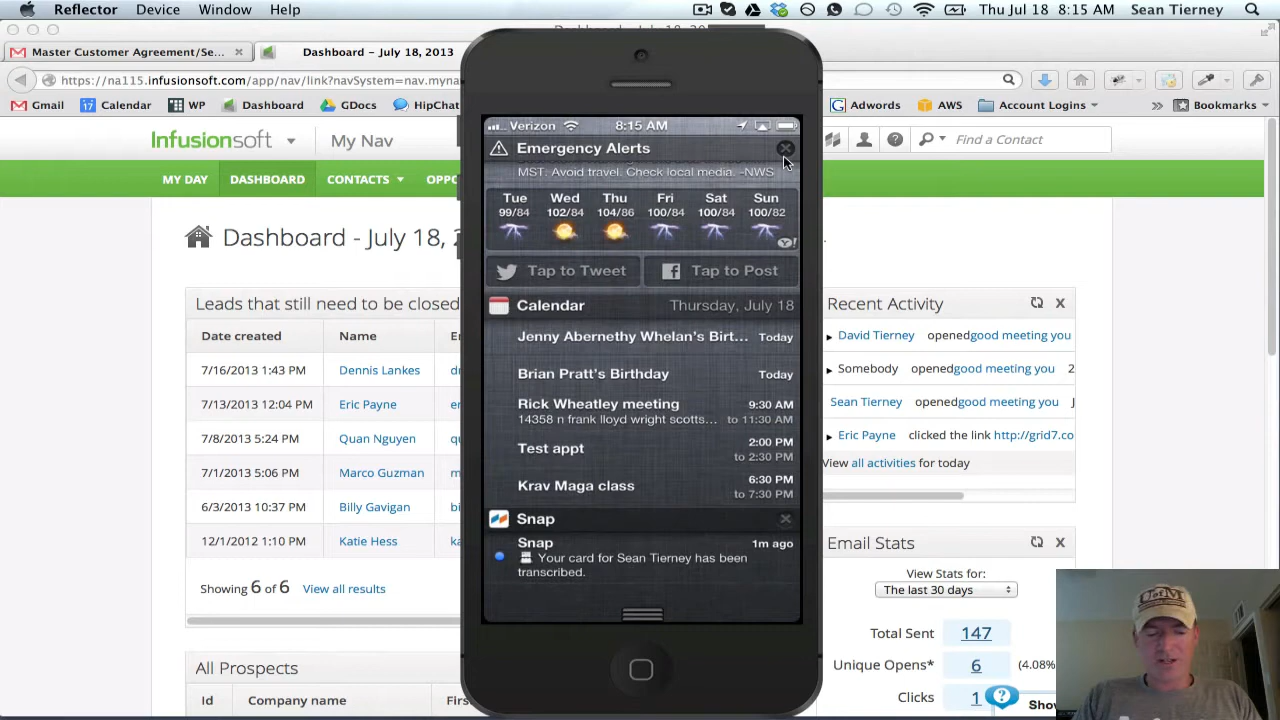 Reflector Device Window Help
Thu Jul 18 8:15 AM Sean Tierney
Master Customer Agreement/Se...
Dashboard – July 18, 2013
https://na115.infusionsoft.com/app/nav/link?navSystem=nav.myna
Gmail Calendar WP Dashboard GDocs HipChat
Adwords AWS Account Logins Bookmarks
Infusionsoft My Nav
Find a Contact
MY DAY DASHBOARD CONTACTS OPPO
Dashboard - July 18, 2
Leads that still need to be closed
Date created Name
7/16/2013 1:43 PM Dennis Lankes
7/13/2013 12:04 PM Eric Payne
7/8/2013 5:24 PM Quan Nguyen
7/1/2013 5:06 PM Marco Guzman
6/3/2013 10:37 PM Billy Gavigan
12/1/2012 1:10 PM Katie Hess
Showing 6 of 6 View all results
All Prospects
Id Company name
Verizon 8:15 AM
Emergency Alerts
MST. Avoid travel. Check local media. -NWS
Tue Wed Thu Fri Sat Sun
99/84 102/84 104/86 100/84 100/84 100/82
Y!
Tap to Tweet Tap to Post
Calendar Thursday, July 18
Jenny Abernethy Whelan's Birt... Today
Brian Pratt's Birthday Today
Rick Wheatley meeting 9:30 AM
14358 n frank lloyd wright scotts... to 11:30 AM
Test appt 2:00 PM
to 2:30 PM
Krav Maga class 6:30 PM
to 7:30 PM
Snap
Snap 1m ago
Your card for Sean Tierney has been
transcribed.
Recent Activity
David Tierney opened good meeting you
Somebody opened good meeting you 2
Sean Tierney opened good meeting you
Eric Payne clicked the link http://grid7.co
View all activities for today
Email Stats
View Stats for:
The last 30 days
Total Sent 147
Unique Opens* 6 (4.08%
Clicks 1
Show